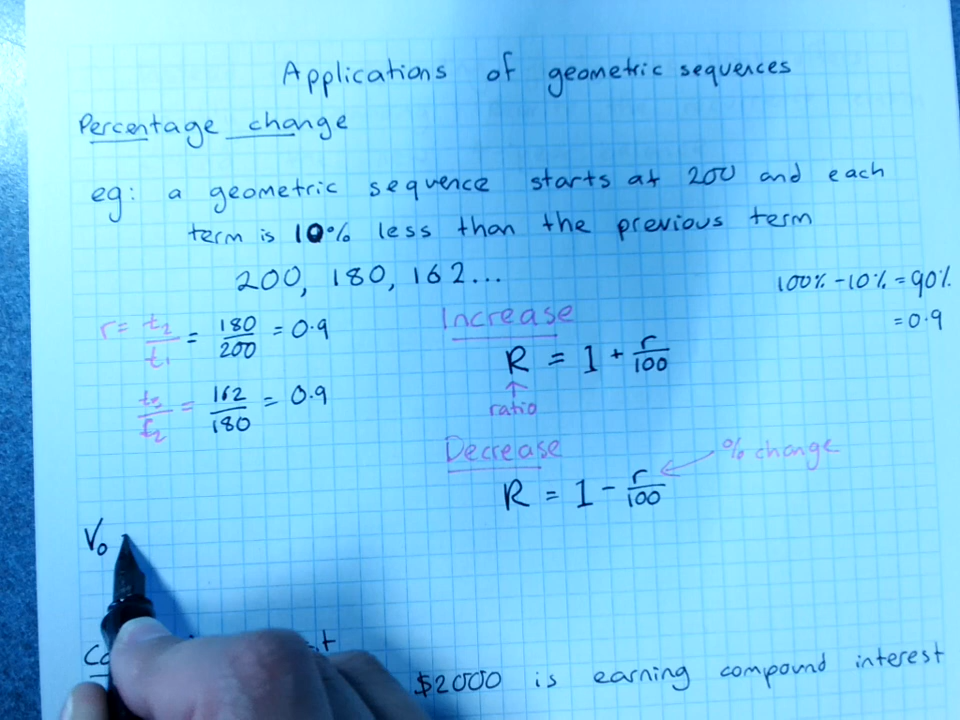 Applications of geometric sequences
Percentage change
eg: a geometric sequence starts at 200 and each
term is 10% less than the previous term
200, 180, 162...
100% - 10% = 90%
= 0.9
r = t2/t1 = 180/200 = 0.9
t3/t2 = 162/180 = 0.9
Increase
R = 1 + r/100
↑
ratio
Decrease
% change
R = 1 - r/100
V0
$2000 is earning compound interest